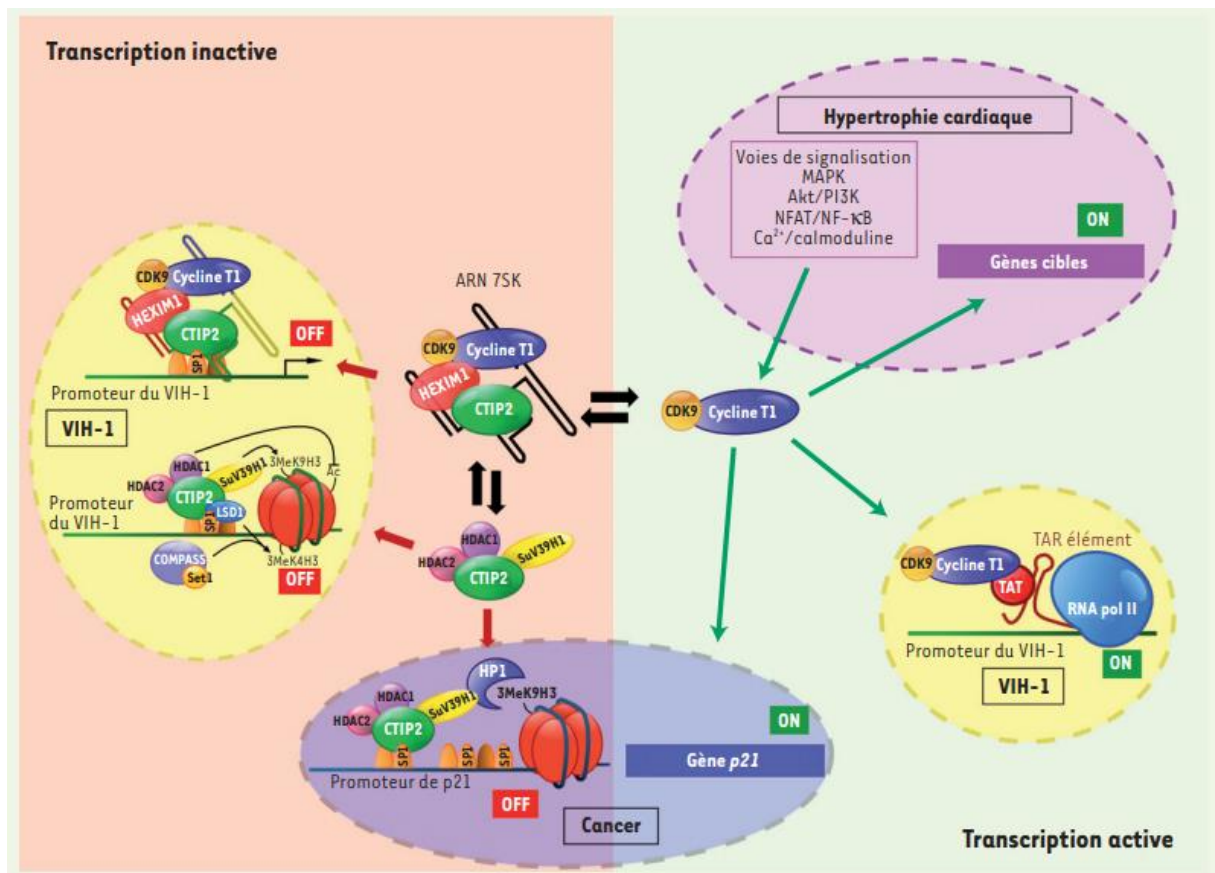 Transcription inactive
Hypertrophie cardiaque
Voies de signalisation
MAPK
Akt/PI3K
NFAT/NF-κB
Ca²⁺/calmoduline
ON
Gènes cibles
CDK9 Cycline T1
HEXIM1
CTIP2
SP1
OFF
Promoteur du VIH-1
VIH-1
ARN 7SK
CDK9 Cycline T1
HEXIM1
CTIP2
CDK9 Cycline T1
HDAC1
HDAC2
SuV39H1
3MeK9H3
Ac
CTIP2
LSD1
SP1
Promoteur
du VIH-1
COMPASS
Set1
3MeK4H3
OFF
HDAC1
HDAC2
SuV39H1
CTIP2
TAR élément
CDK9 Cycline T1
TAT
RNA pol II
Promoteur du VIH-1
ON
VIH-1
HP1
HDAC1
HDAC2
SuV39H1
3MeK9H3
CTIP2
SP1
SP1
SP1
SP1
Promoteur de p21
OFF
ON
Gène p21
Cancer
Transcription active